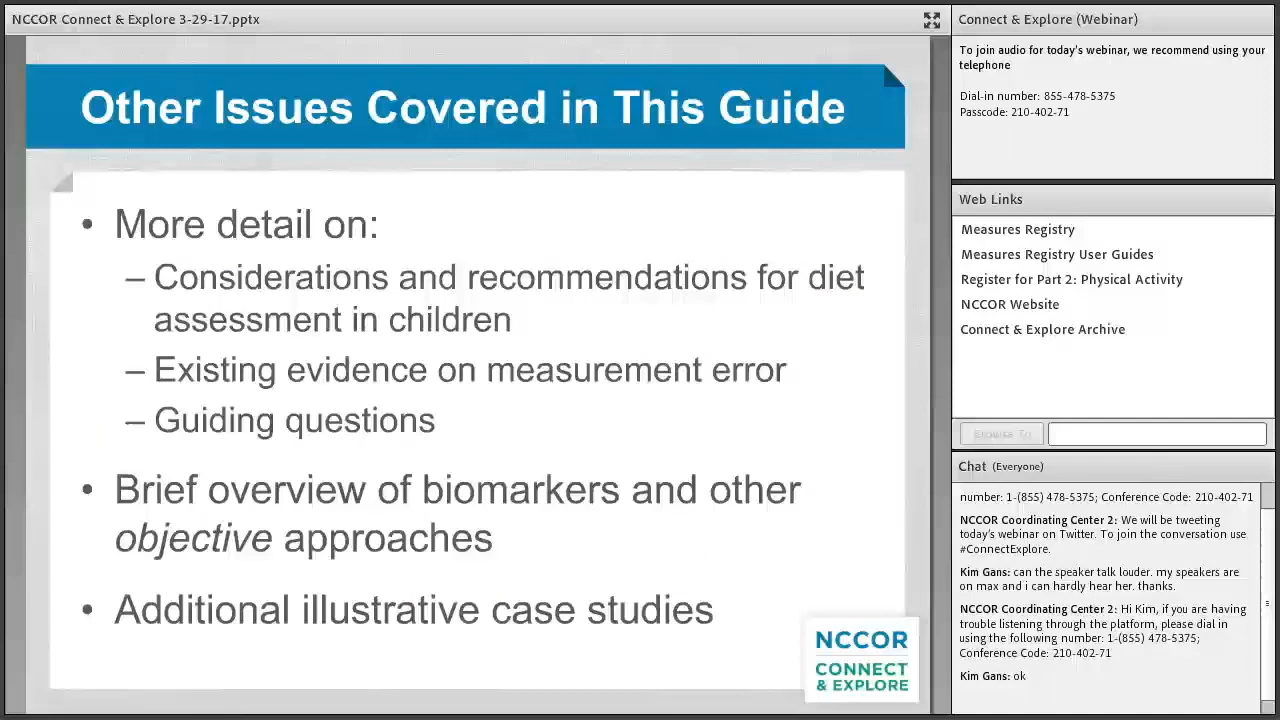 NCCOR Connect & Explore 3-29-17.pptx
Other Issues Covered in This Guide
• More detail on:
– Considerations and recommendations for diet
assessment in children
– Existing evidence on measurement error
– Guiding questions
• Brief overview of biomarkers and other
objective approaches
• Additional illustrative case studies
NCCOR
CONNECT
& EXPLORE
Connect & Explore (Webinar)
To join audio for today's webinar, we recommend using your
telephone
Dial-in number: 855-478-5375
Passcode: 210-402-71
Web Links
Measures Registry
Measures Registry User Guides
Register for Part 2: Physical Activity
NCCOR Website
Connect & Explore Archive
Browse To
Chat (Everyone)
number: 1-(855) 478-5375; Conference Code: 210-402-71
NCCOR Coordinating Center 2: We will be tweeting
today's webinar on Twitter. To join the conversation use
#ConnectExplore.
Kim Gans: can the speaker talk louder. my speakers are
on max and i can hardly hear her. thanks.
NCCOR Coordinating Center 2: Hi Kim, if you are having
trouble listening through the platform, please dial in
using the following number: 1-(855) 478-5375;
Conference Code: 210-402-71
Kim Gans: ok